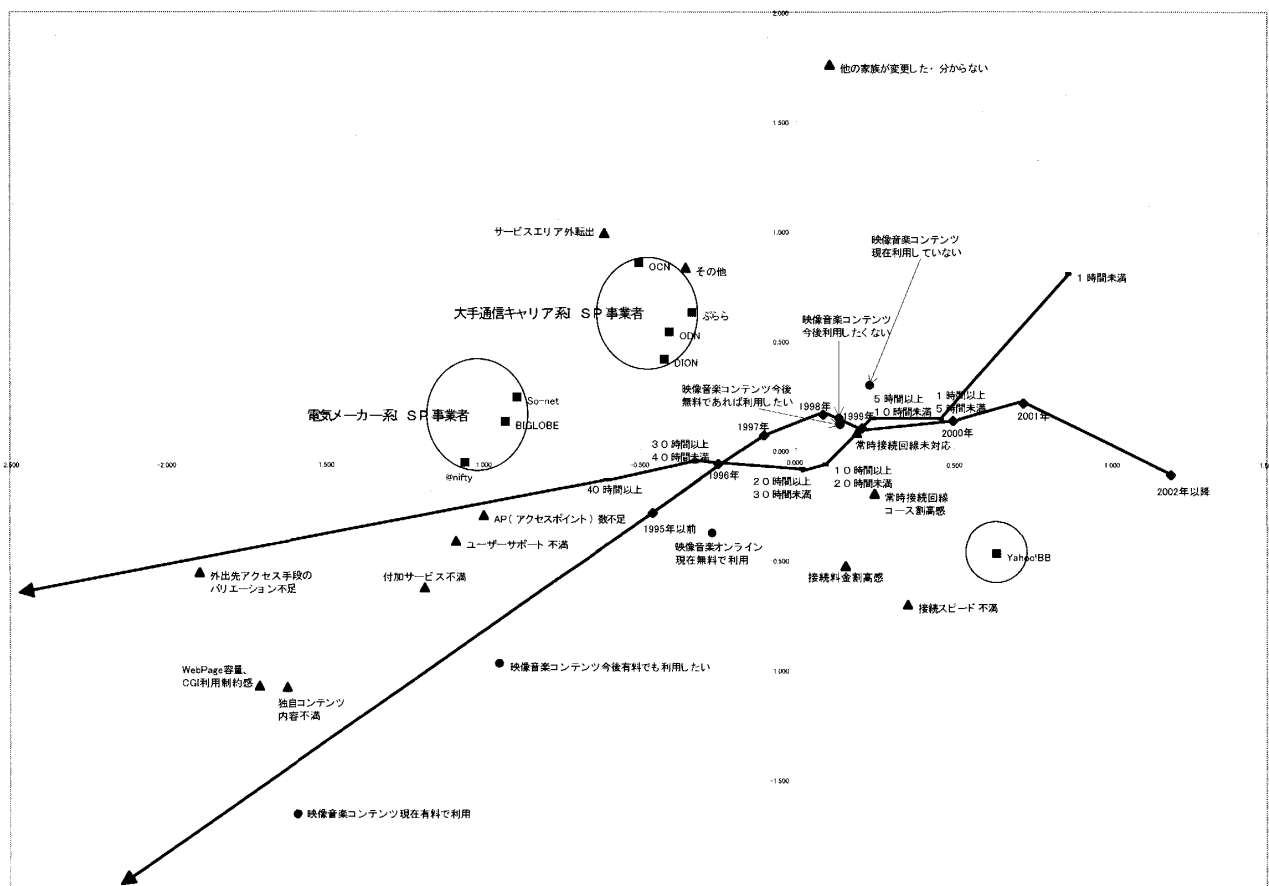 2.000
他の家族が変更した・分からない
1.500
1.000
サービスエリア外転出
映像音楽コンテンツ
現在利用していない
OCN
その他
1時間未満
大手通信キャリア系ISP事業者
ぷらら
映像音楽コンテンツ
今後利用したくない
ODN
0.500
DION
映像音楽コンテンツ今後
無料であれば利用したい
5時間以上
10時間未満
1時間以上
5時間未満
So-net
1998年
1999年
2001年
電気メーカー系ISP事業者
BIGLOBE
1997年
2000年
30時間以上
40時間未満
常時接続回線未対応
0.000
2.500
-2.000
-1.500
1.000
-0.500
0.000
0.500
1.000
1.5
@nifty
1996年
20時間以上
30時間未満
10時間以上
20時間未満
2002年以降
40時間以上
常時接続回線
コース割高感
AP(アクセスポイント)数不足
1995年以前
ユーザーサポート不満
映像音楽オンライン
現在無料で利用
Yahoo!BB
-0.500
外出先アクセス手段の
バリエーション不足
付加サービス不満
接続料金割高感
接続スピード不満
WebPage容量、
CGI利用制約感
映像音楽コンテンツ今後有料でも利用したい
1.000
独自コンテンツ
内容不満
-1.500
映像音楽コンテンツ現在有料で利用